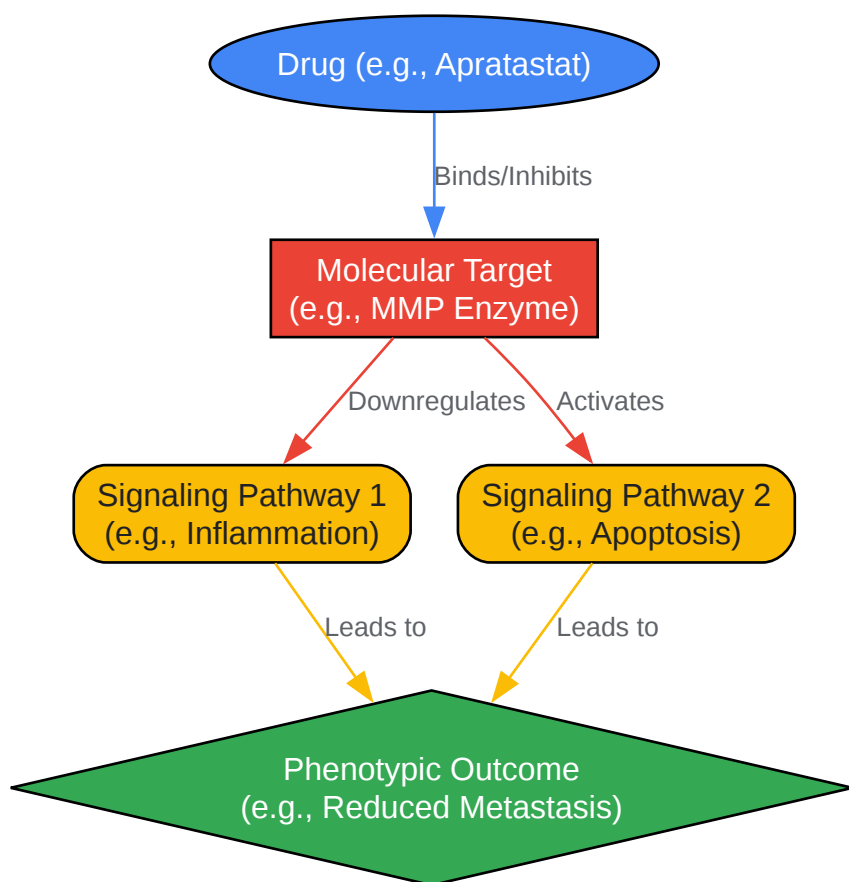 Drug (e.g., Apratastat)
Binds/Inhibits
Molecular Target
(e.g., MMP Enzyme)
Downregulates
Activates
Signaling Pathway 1
(e.g., Inflammation)
Signaling Pathway 2
(e.g., Apoptosis)
Leads to
Leads to
Phenotypic Outcome
(e.g., Reduced Metastasis)